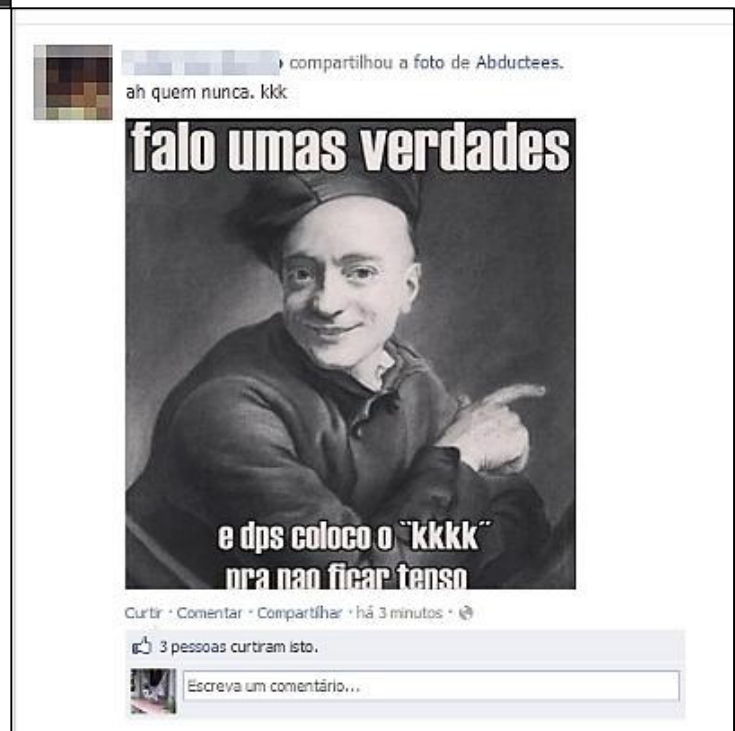 compartilhou a foto de Abductees.
ah quem nunca. kkk
falo umas verdades
e dps coloco o ¨kkkk¨
pra nao ficar tenso
Curtir · Comentar · Compartilhar · há 3 minutos ·
3 pessoas curtiram isto.
Escreva um comentário...